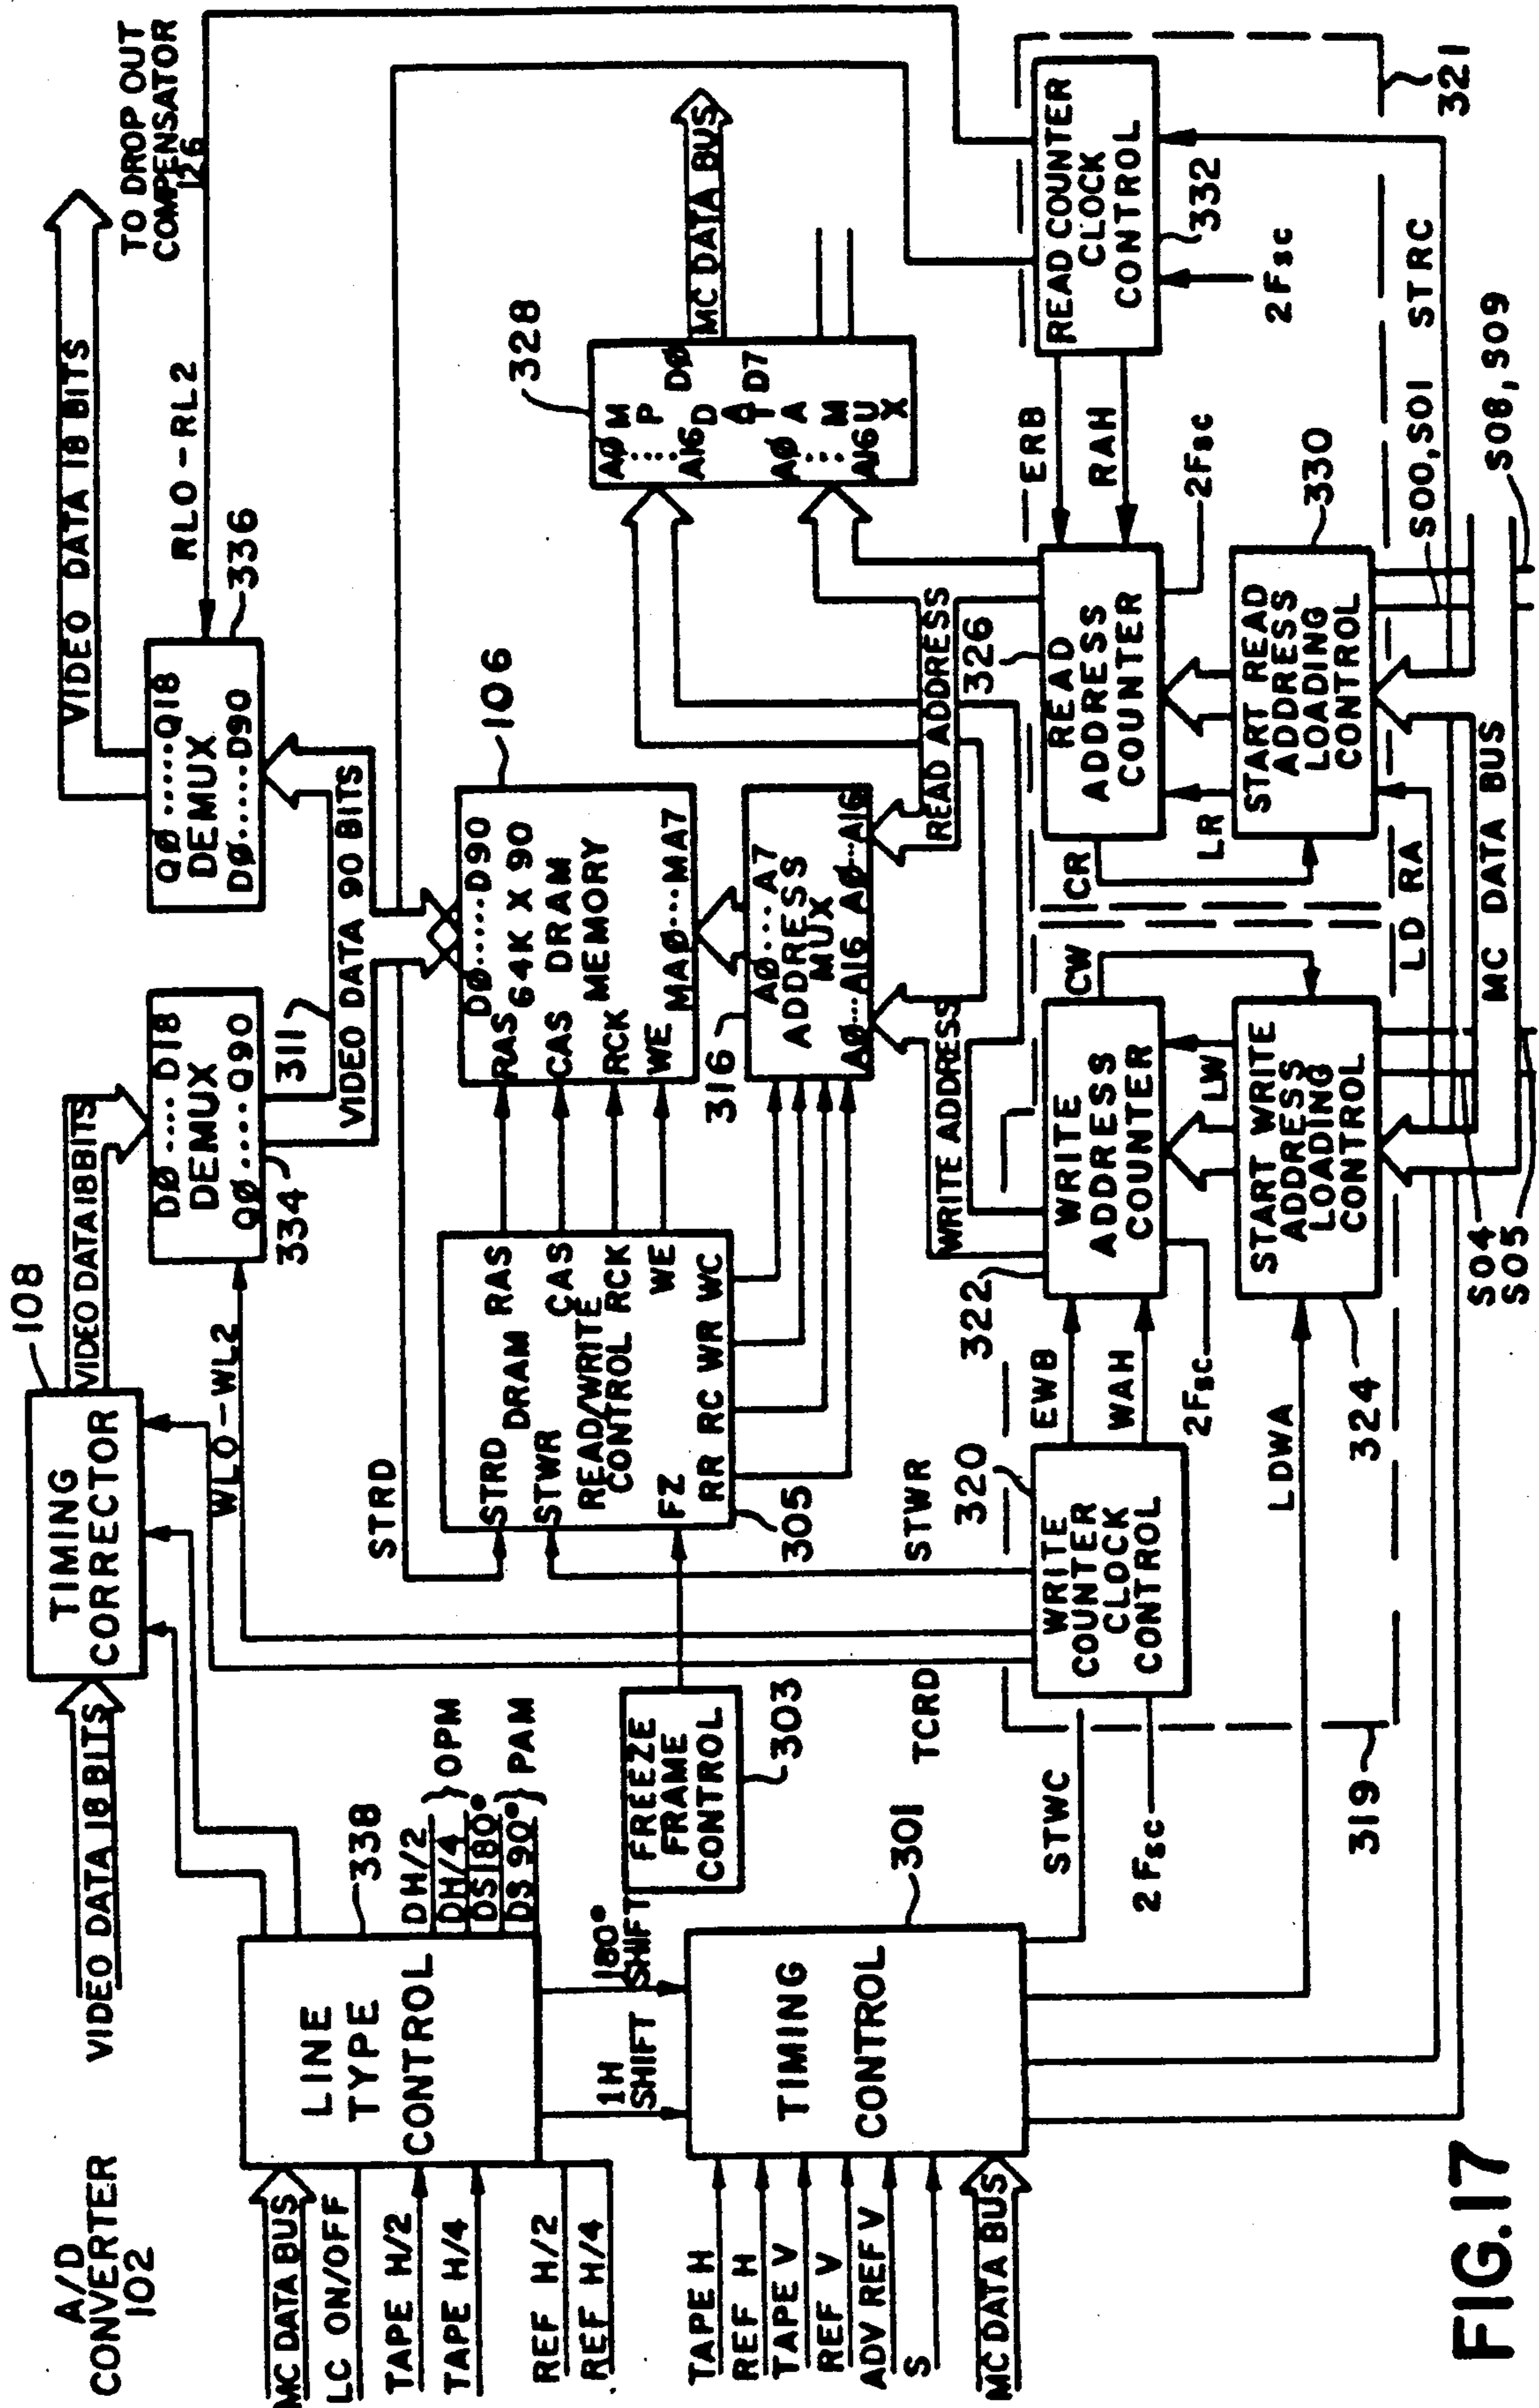 A/D
CONVERTER
102
VIDEO DATA 18 BITS
TIMING
CORRECTOR
108
VIDEO DATA 18 BITS
DØ....D18
DEMUX
QØ....Q90
334
WL0-WL2
311
VIDEO DATA 90 BITS
QØ.....Q18
DEMUX
DØ.....D90
336
VIDEO DATA 18 BITS
RL0-RL2
TO DROP OUT
COMPENSATOR
126
MC DATA BUS
LC ON/OFF
TAPE H/2
TAPE H/4
REF H/2
REF H/4
LINE
TYPE
CONTROL
338
DH/2
DH/4
} OPM
DS180°
DS 90°
} PAM
1H
SHIFT
180°
SHIFT
FREEZE
FRAME
CONTROL
303
STRD
STRD
DRAM
RAS
STWR
CAS
READ/WRITE
CONTROL
RCK
FZ
WE
RR RC WR WC
305
DØ.....D90
RAS
64K X 90
CAS DRAM
RCK
MEMORY
WE
MAØ...MA7
106
316
AØ...A7
ADDRESS
MUX
AØ...A16
AØ...A16
328
AØ
⋮
A16
MP
DATA
MUX
DØ
D7
AØ
⋮
A16
MC DATA BUS
WRITE ADDRESS
READ ADDRESS
TAPE H
REF H
TAPE V
REF V
ADV REF V
S
MC DATA BUS
TIMING
CONTROL
301
TCRD
STWR
STWC
2Fsc
WRITE
COUNTER
CLOCK
CONTROL
320
EWB
WAH
2Fsc
322
WRITE
ADDRESS
COUNTER
CW
LW
START WRITE
ADDRESS
LOADING
CONTROL
324
LDWA
319
S04
S05
326
READ
ADDRESS
COUNTER
CR
LR
2Fsc
START READ
ADDRESS
LOADING
CONTROL
330
LD RA
MC DATA BUS
ERB
RAH
READ COUNTER
CLOCK
CONTROL
332
2Fsc
321
S00, S01
STRC
S08, S09
FIG. 17